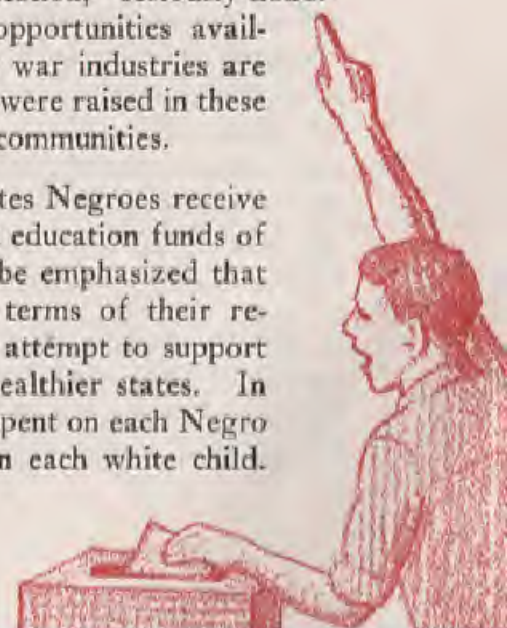 opportunities avail-
war industries are
were raised in these
communities.
tes Negroes receive
education funds of
be emphasized that
terms of their re-
attempt to support
ealthier states. In
pent on each Negro
n each white child.